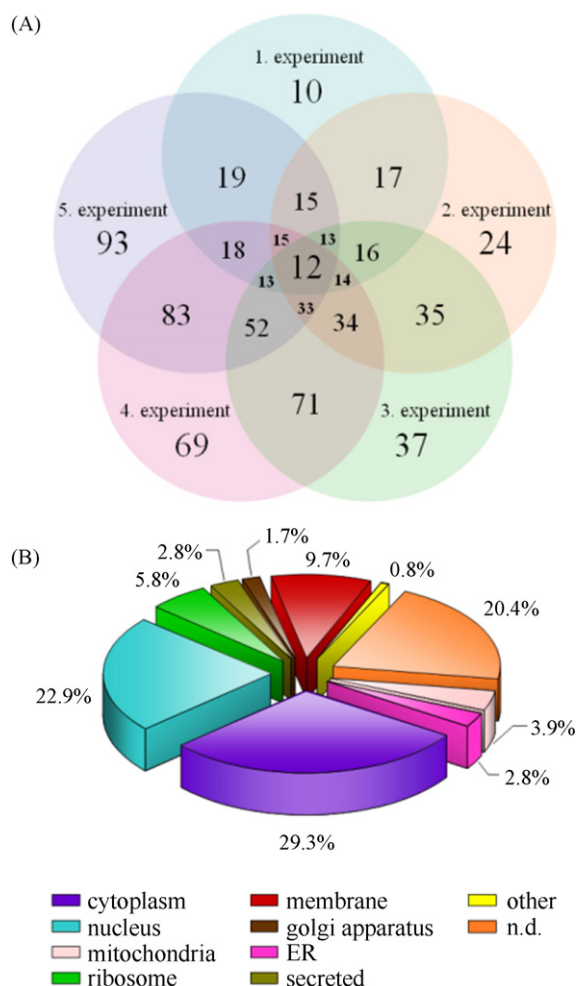 (A)
1. experiment
10
19
17
15
5. experiment
93
2. experiment
24
18
15
13
16
12
13
14
83
52
33
34
35
4. experiment
69
71
3. experiment
37
(B)
1.7%
2.8%
9.7%
0.8%
5.8%
20.4%
22.9%
3.9%
2.8%
29.3%
cytoplasm
nucleus
mitochondria
ribosome
membrane
golgi apparatus
ER
secreted
other
n.d.